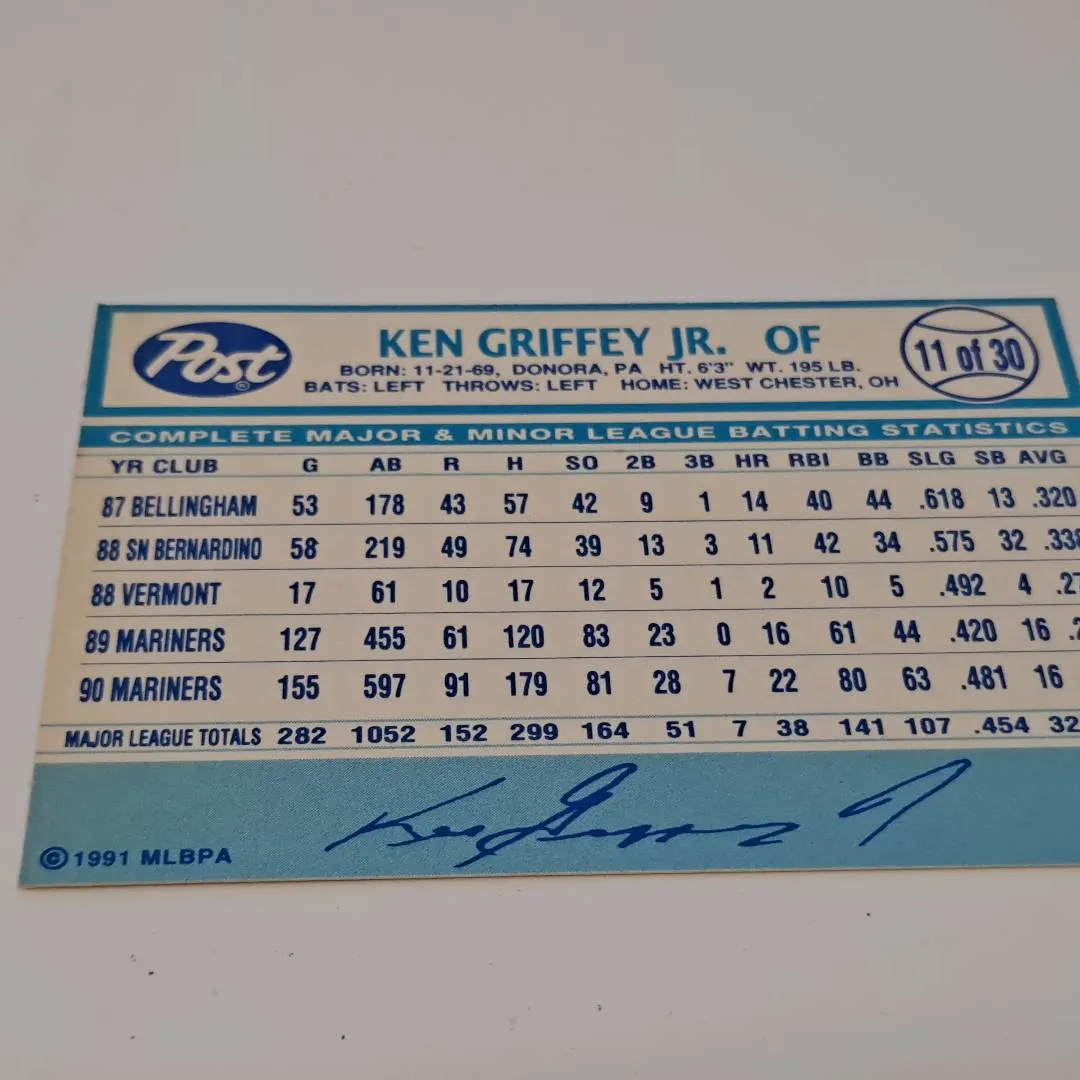 Post ®
KEN GRIFFEY JR. OF
11 of 30
BORN: 11-21-69, DONORA, PA HT. 6'3" WT. 195 LB.
BATS: LEFT THROWS: LEFT HOME: WEST CHESTER, OH
COMPLETE MAJOR & MINOR LEAGUE BATTING STATISTICS
YR CLUB G AB R H SO 2B 3B HR RBI BB SLG SB AVG
87 BELLINGHAM 53 178 43 57 42 9 1 14 40 44 .618 13 .320
88 SN BERNARDINO 58 219 49 74 39 13 3 11 42 34 .575 32 .338
88 VERMONT 17 61 10 17 12 5 1 2 10 5 .492 4 .27
89 MARINERS 127 455 61 120 83 23 0 16 61 44 .420 16 .2
90 MARINERS 155 597 91 179 81 28 7 22 80 63 .481 16
MAJOR LEAGUE TOTALS 282 1052 152 299 164 51 7 38 141 107 .454 32
Ken Griffey Jr
© 1991 MLBPA